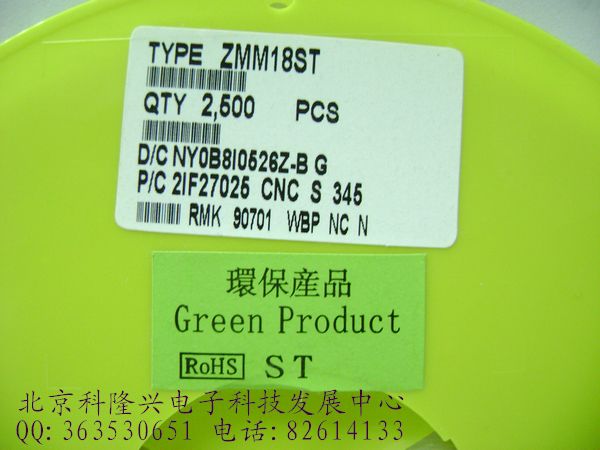 TYPE ZMM18ST
QTY 2,500 PCS
D/C NY0B8I0526Z-B G
P/C 2IF27025 CNC S 345
RMK 90701 WBP NC N
環保産品
Green Product
RoHS ST
北京科隆兴电子科技发展中心
QQ:363530651 电话:82614133